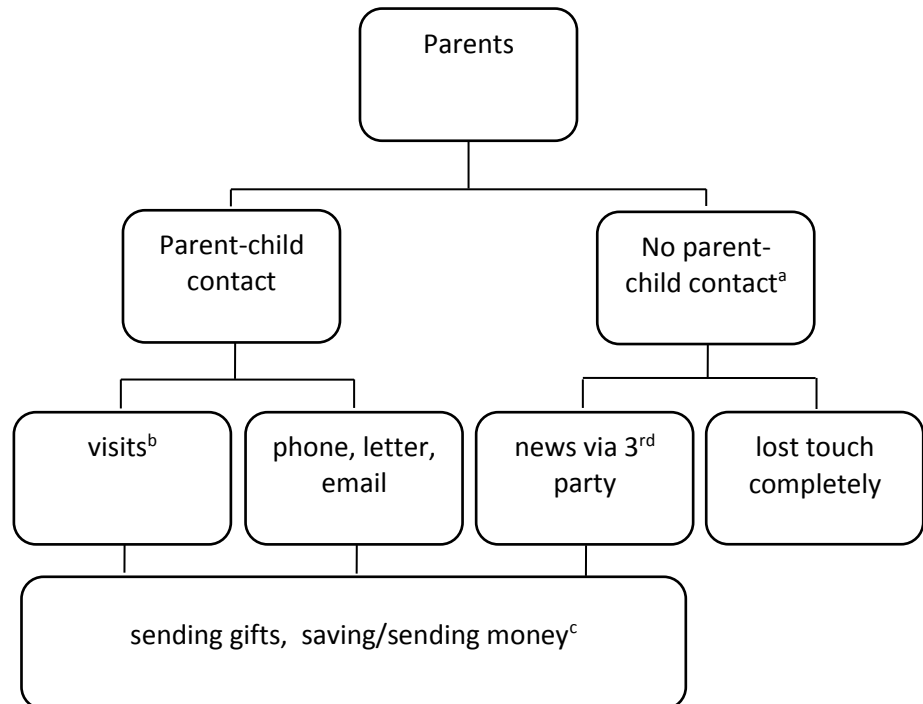 Parents
Parent-child
contact
No parent-
child contactᵃ
visitsᵇ
phone, letter,
email
news via 3ʳᵈ
party
lost touch
completely
sending gifts, saving/sending moneyᶜ